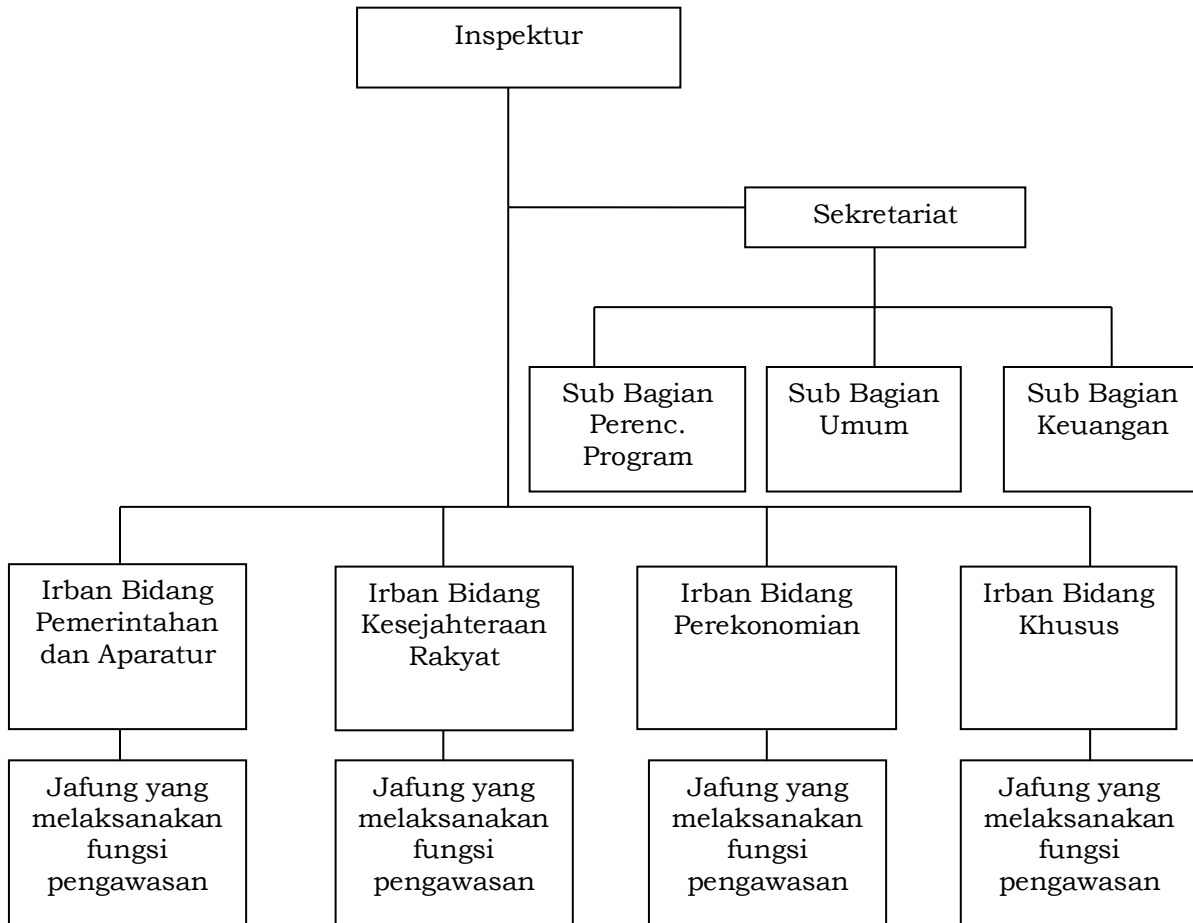 Inspektur
Sekretariat
Sub Bagian
Perenc.
Program
Sub Bagian
Umum
Sub Bagian
Keuangan
Irban Bidang
Pemerintahan
dan Aparatur
Irban Bidang
Kesejahteraan
Rakyat
Irban Bidang
Perekonomian
Irban Bidang
Khusus
Jafung yang
melaksanakan
fungsi
pengawasan
Jafung yang
melaksanakan
fungsi
pengawasan
Jafung yang
melaksanakan
fungsi
pengawasan
Jafung yang
melaksanakan
fungsi
pengawasan